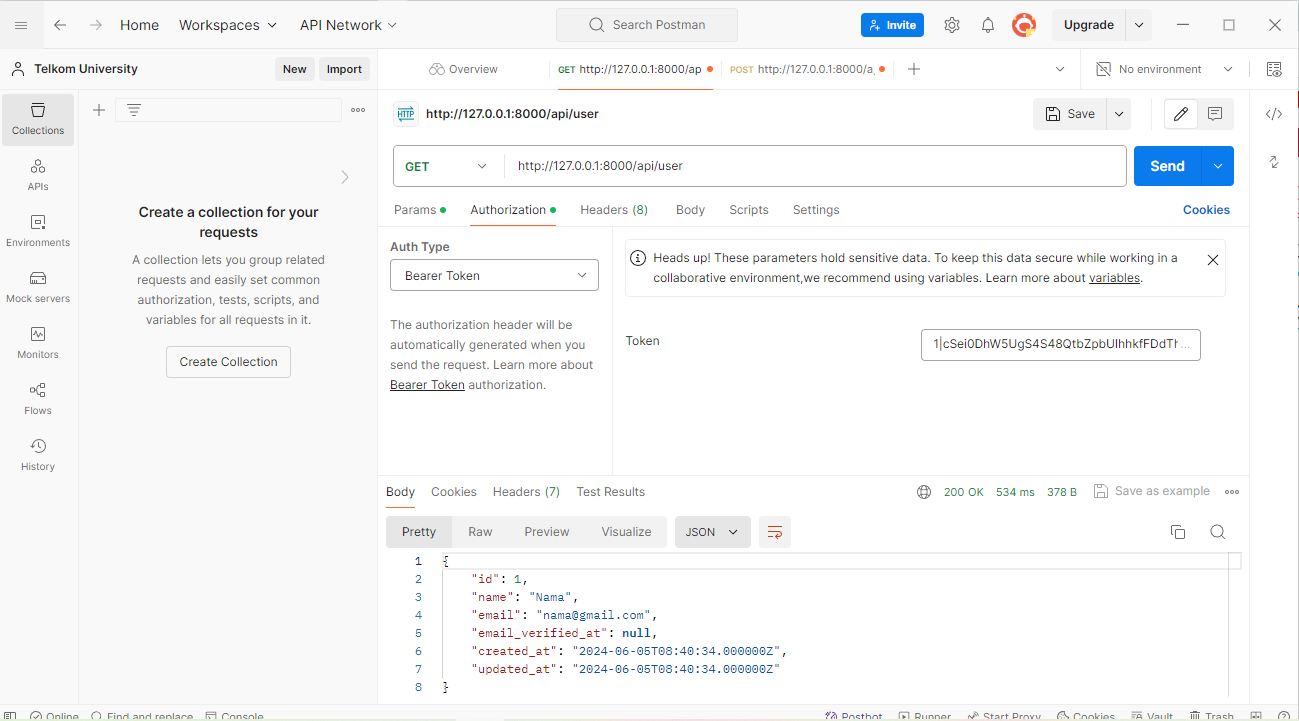 Home Workspaces API Network Search Postman Invite Upgrade
Telkom University New Import Overview GET http://127.0.0.1:8000/ap POST http://127.0.0.1:8000/a No environment
Collections
APIs
Environments
Mock servers
Monitors
Flows
History
Create a collection for your
requests
A collection lets you group related
requests and easily set common
authorization, tests, scripts, and
variables for all requests in it.
Create Collection
HTTP http://127.0.0.1:8000/api/user Save
GET http://127.0.0.1:8000/api/user Send
Params Authorization Headers (8) Body Scripts Settings Cookies
Auth Type
Bearer Token
The authorization header will be
automatically generated when you
send the request. Learn more about
Bearer Token authorization.
Heads up! These parameters hold sensitive data. To keep this data secure while working in a
collaborative environment,we recommend using variables. Learn more about variables.
Token 1|cSei0DhW5UgS4S48QtbZpbUIhhkfFDdTh...
Body Cookies Headers (7) Test Results 200 OK 534 ms 378 B Save as example
Pretty Raw Preview Visualize JSON
1 {
2 "id": 1,
3 "name": "Nama",
4 "email": "nama@gmail.com",
5 "email_verified_at": null,
6 "created_at": "2024-06-05T08:40:34.000000Z",
7 "updated_at": "2024-06-05T08:40:34.000000Z"
8 }
Online Find and replace Console Postbot Runner Start Proxy Cookies Vault Trash